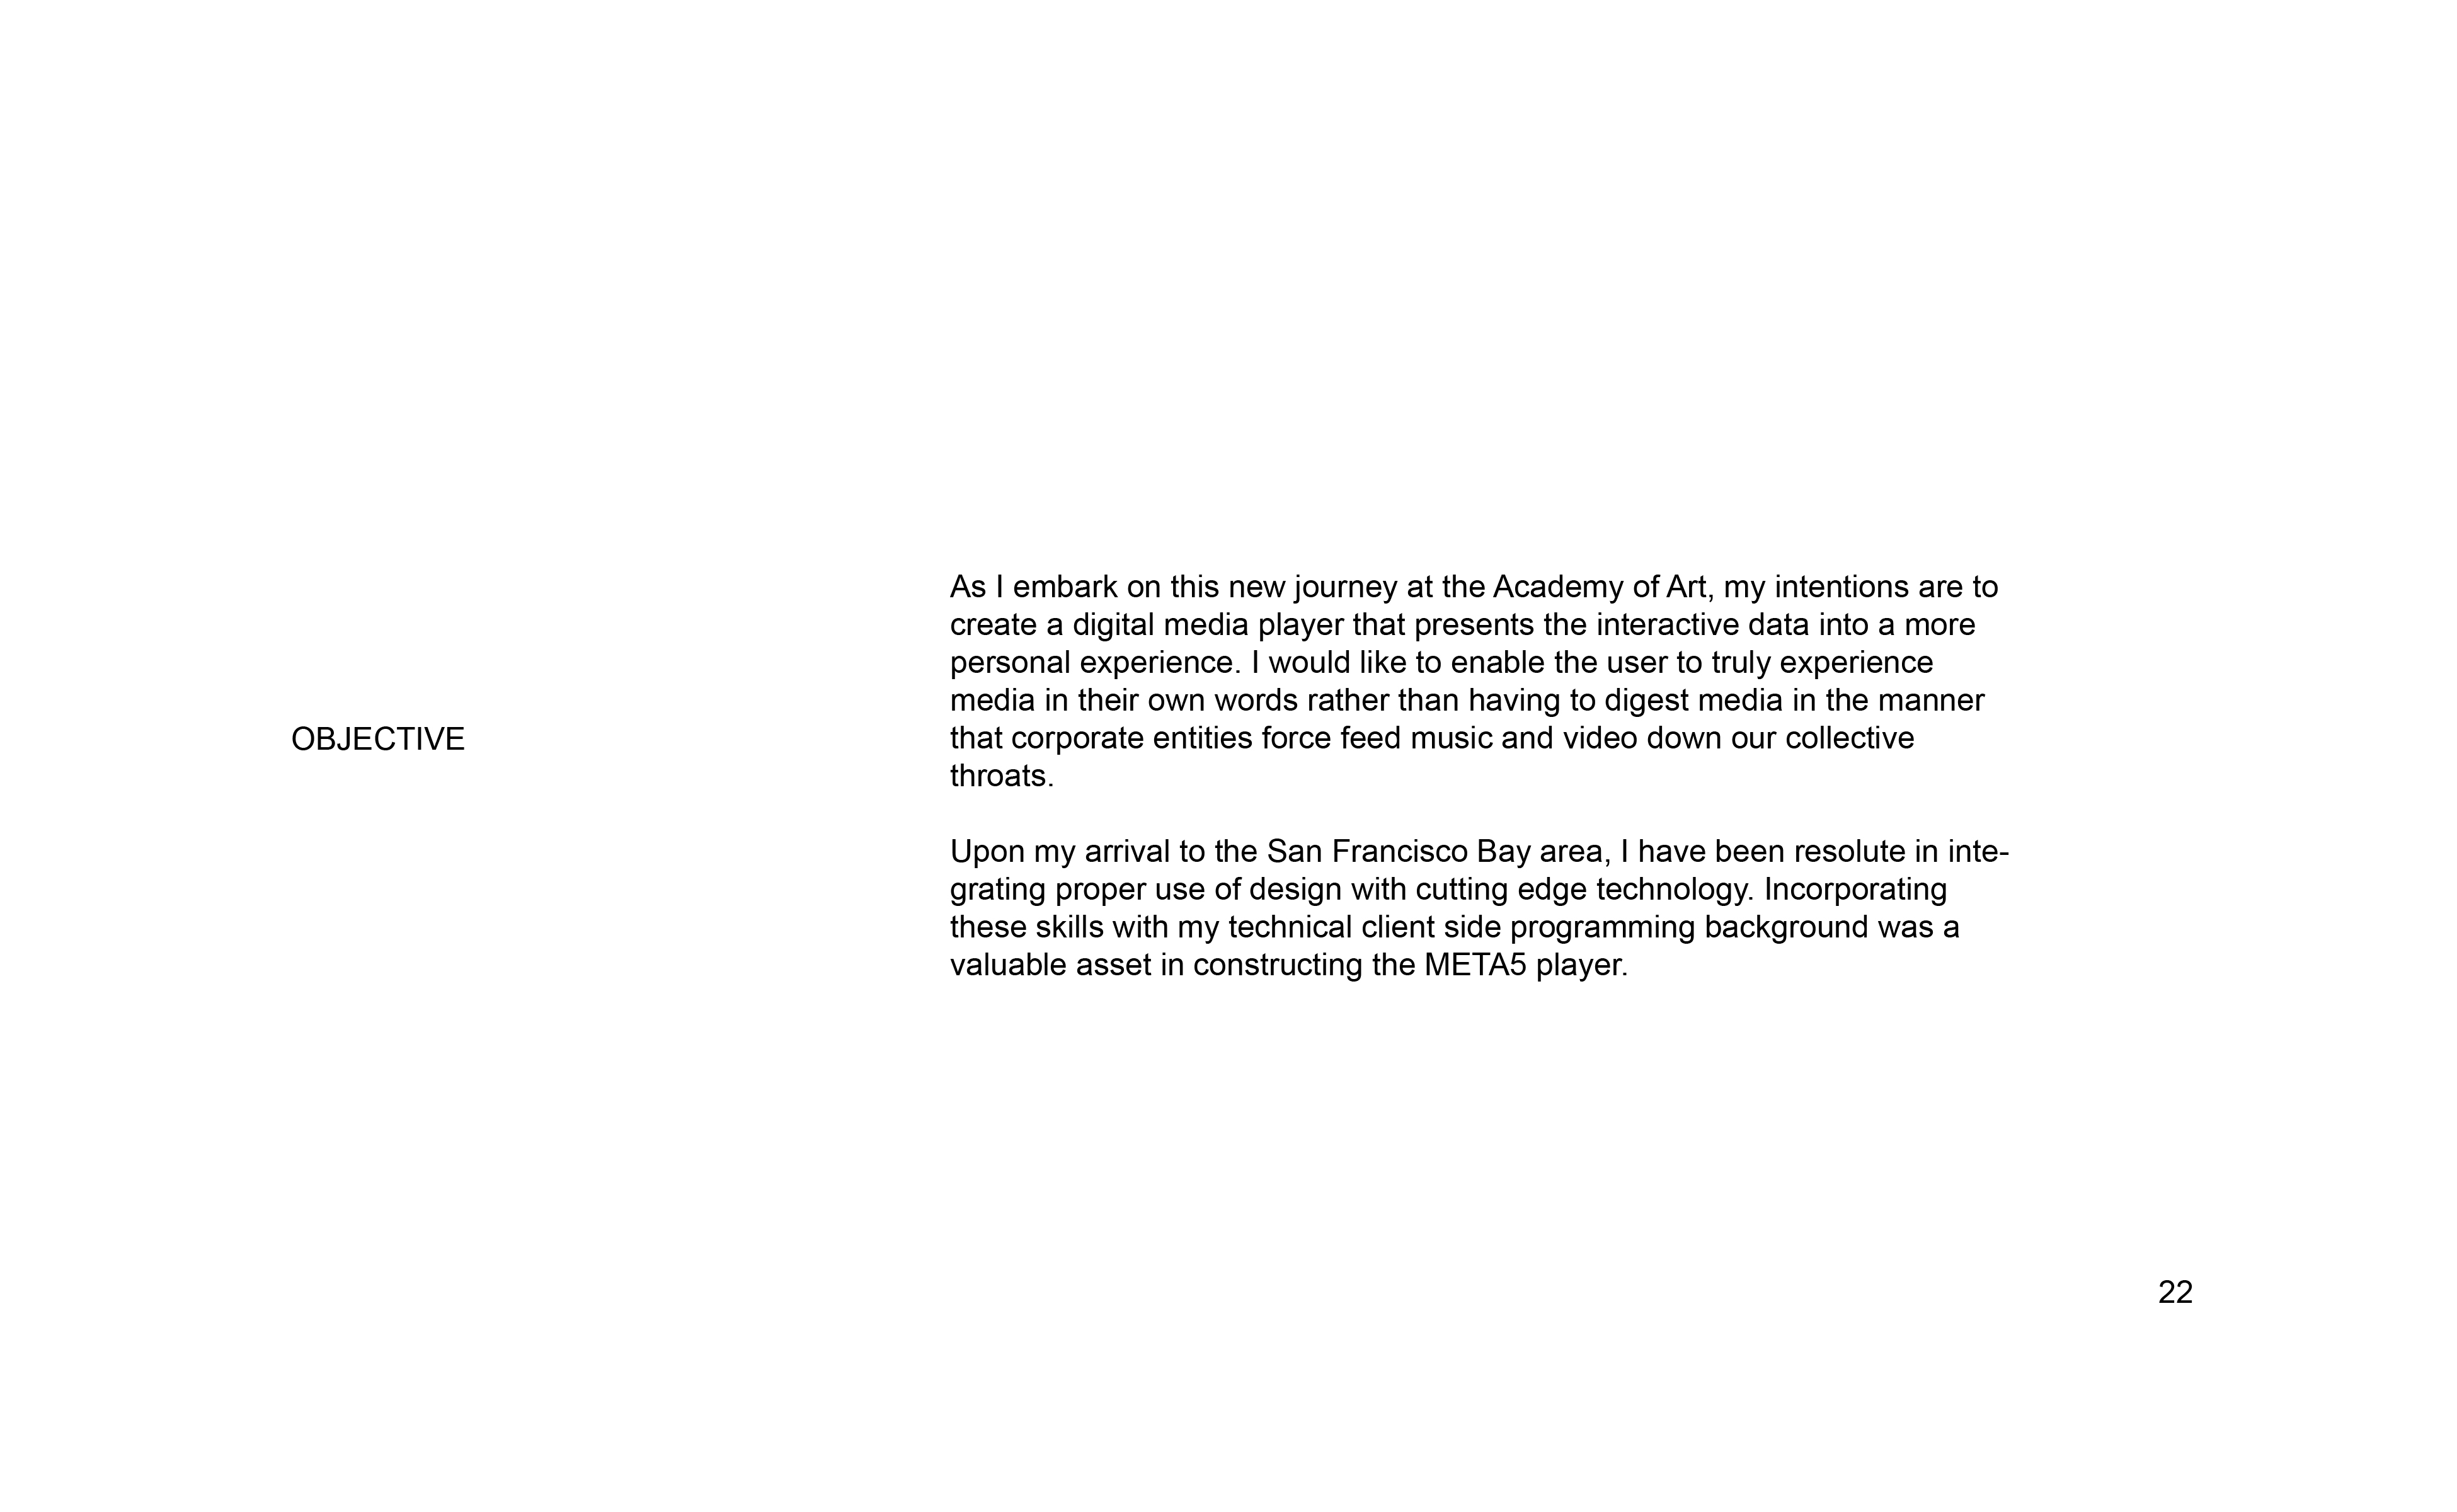 OBJECTIVE
As I embark on this new journey at the Academy of Art, my intentions are to
create a digital media player that presents the interactive data into a more
personal experience. I would like to enable the user to truly experience
media in their own words rather than having to digest media in the manner
that corporate entities force feed music and video down our collective
throats.
Upon my arrival to the San Francisco Bay area, I have been resolute in inte-
grating proper use of design with cutting edge technology. Incorporating
these skills with my technical client side programming background was a
valuable asset in constructing the META5 player.
22